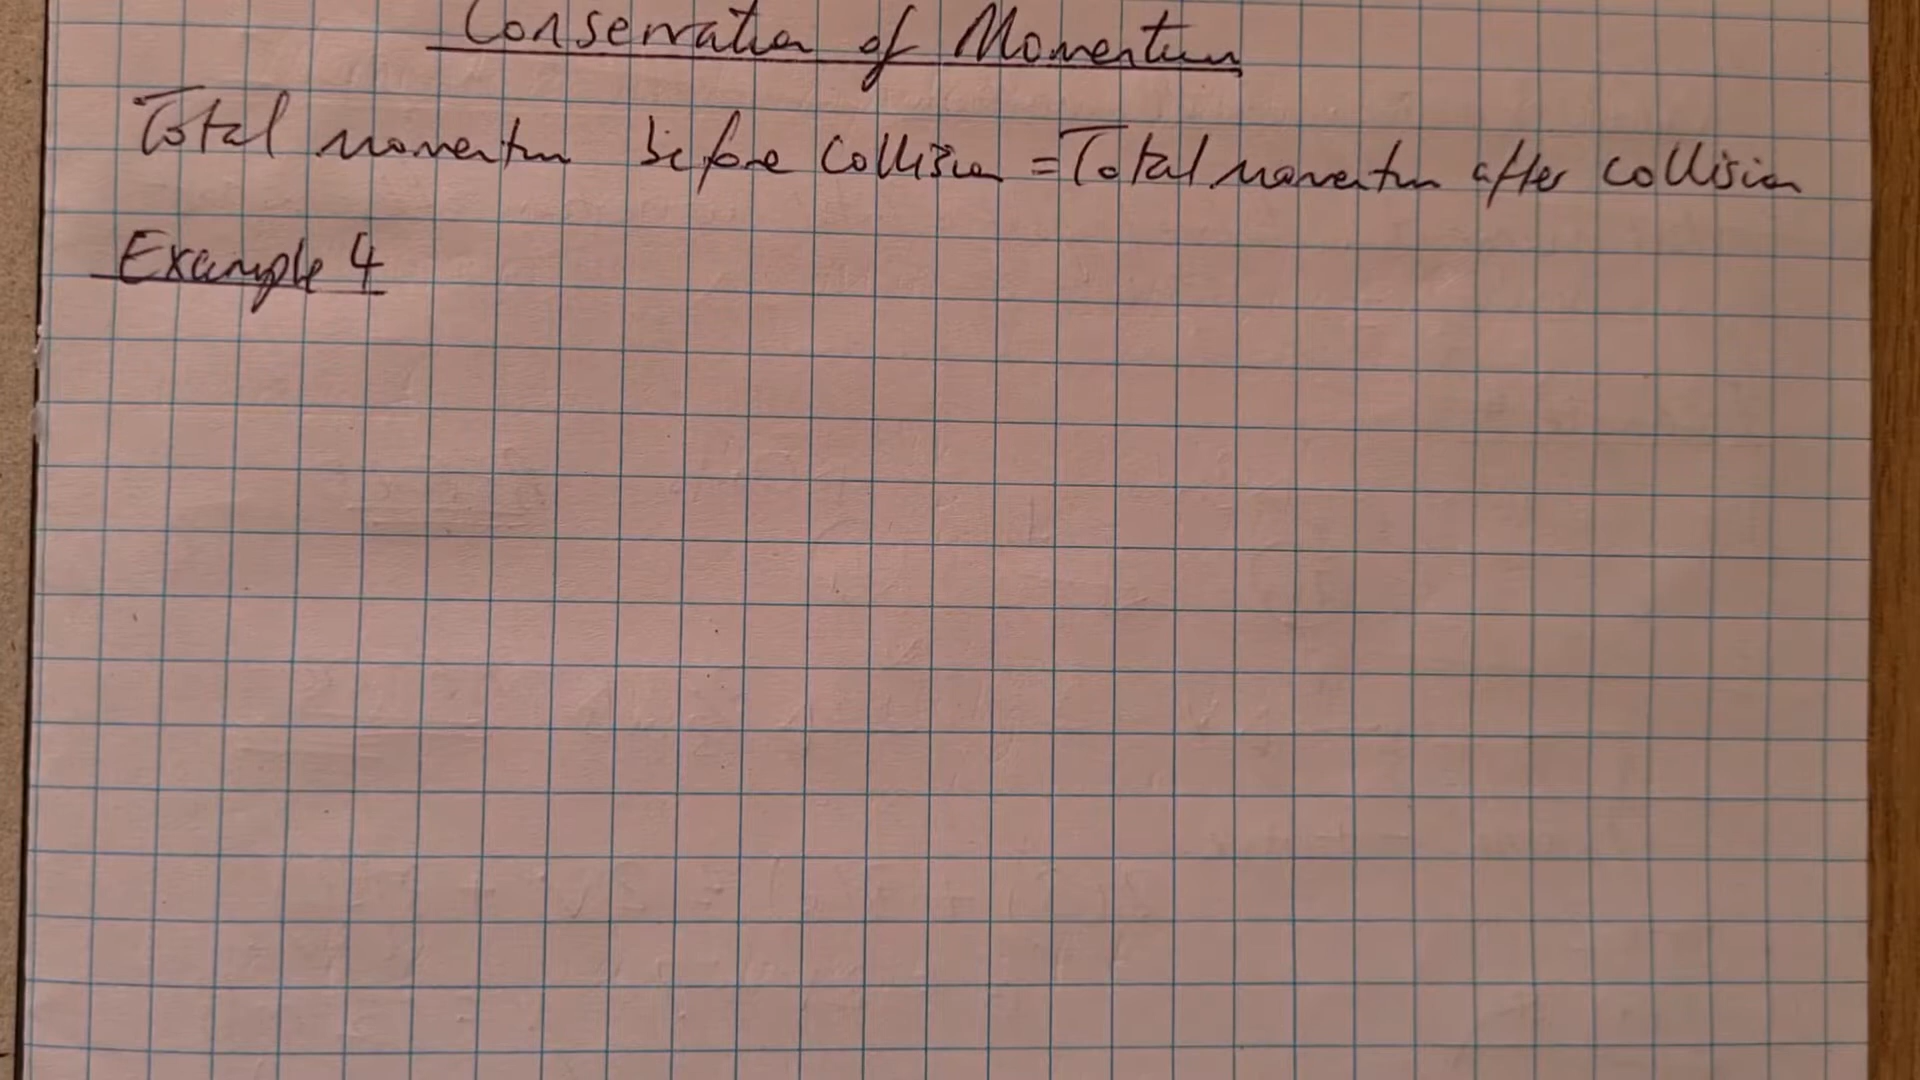 Conservation of Momentum
Total momentum before collision = Total momentum after collision
Example 4